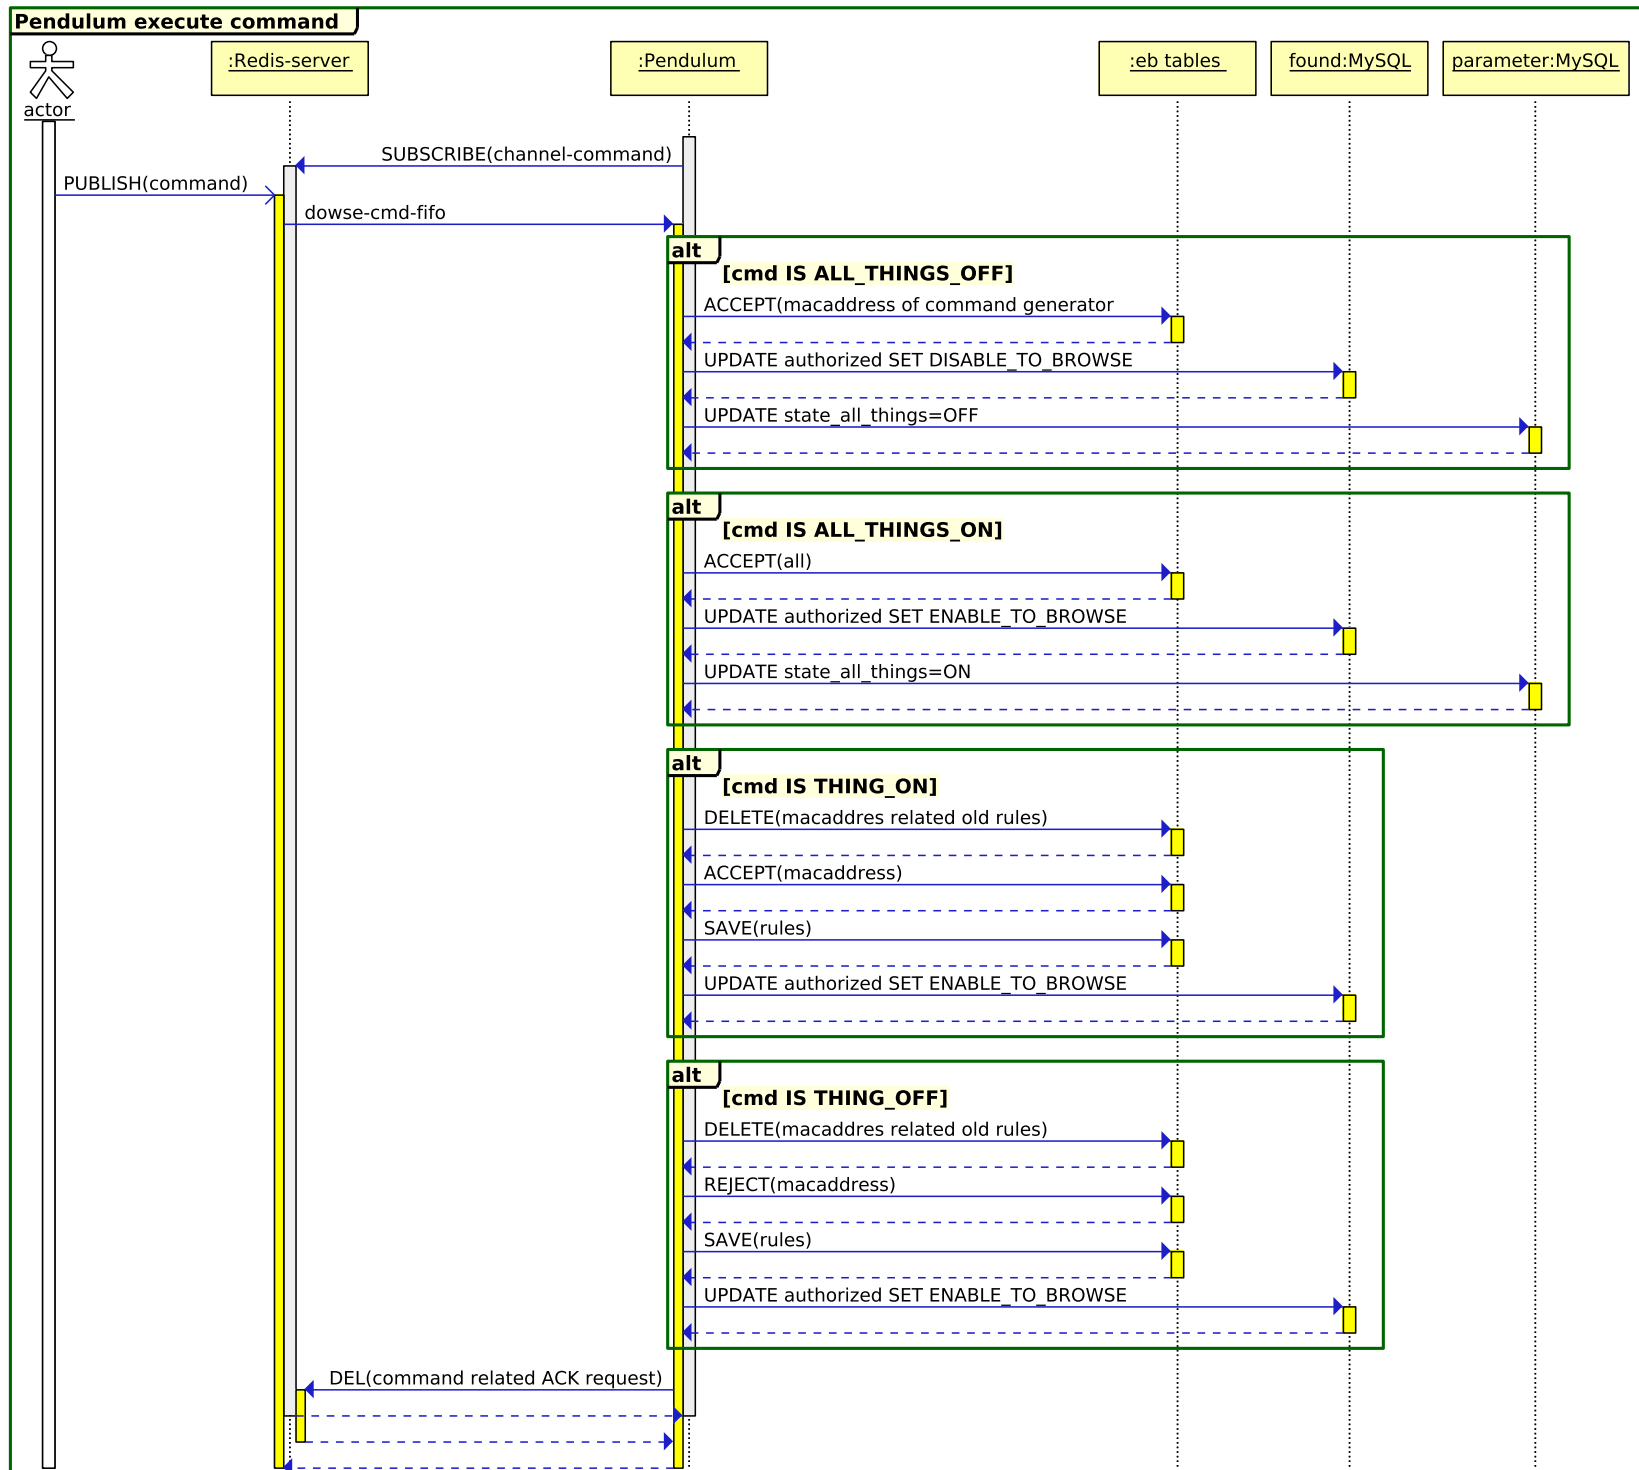 Pendulum execute command
actor
:Redis-server
:Pendulum
:eb tables
found:MySQL
parameter:MySQL
SUBSCRIBE(channel-command)
PUBLISH(command)
dowse-cmd-fifo
alt
[cmd IS ALL_THINGS_OFF]
ACCEPT(macaddress of command generator
UPDATE authorized SET DISABLE_TO_BROWSE
UPDATE state_all_things=OFF
alt
[cmd IS ALL_THINGS_ON]
ACCEPT(all)
UPDATE authorized SET ENABLE_TO_BROWSE
UPDATE state_all_things=ON
alt
[cmd IS THING_ON]
DELETE(macaddres related old rules)
ACCEPT(macaddress)
SAVE(rules)
UPDATE authorized SET ENABLE_TO_BROWSE
alt
[cmd IS THING_OFF]
DELETE(macaddres related old rules)
REJECT(macaddress)
SAVE(rules)
UPDATE authorized SET ENABLE_TO_BROWSE
DEL(command related ACK request)